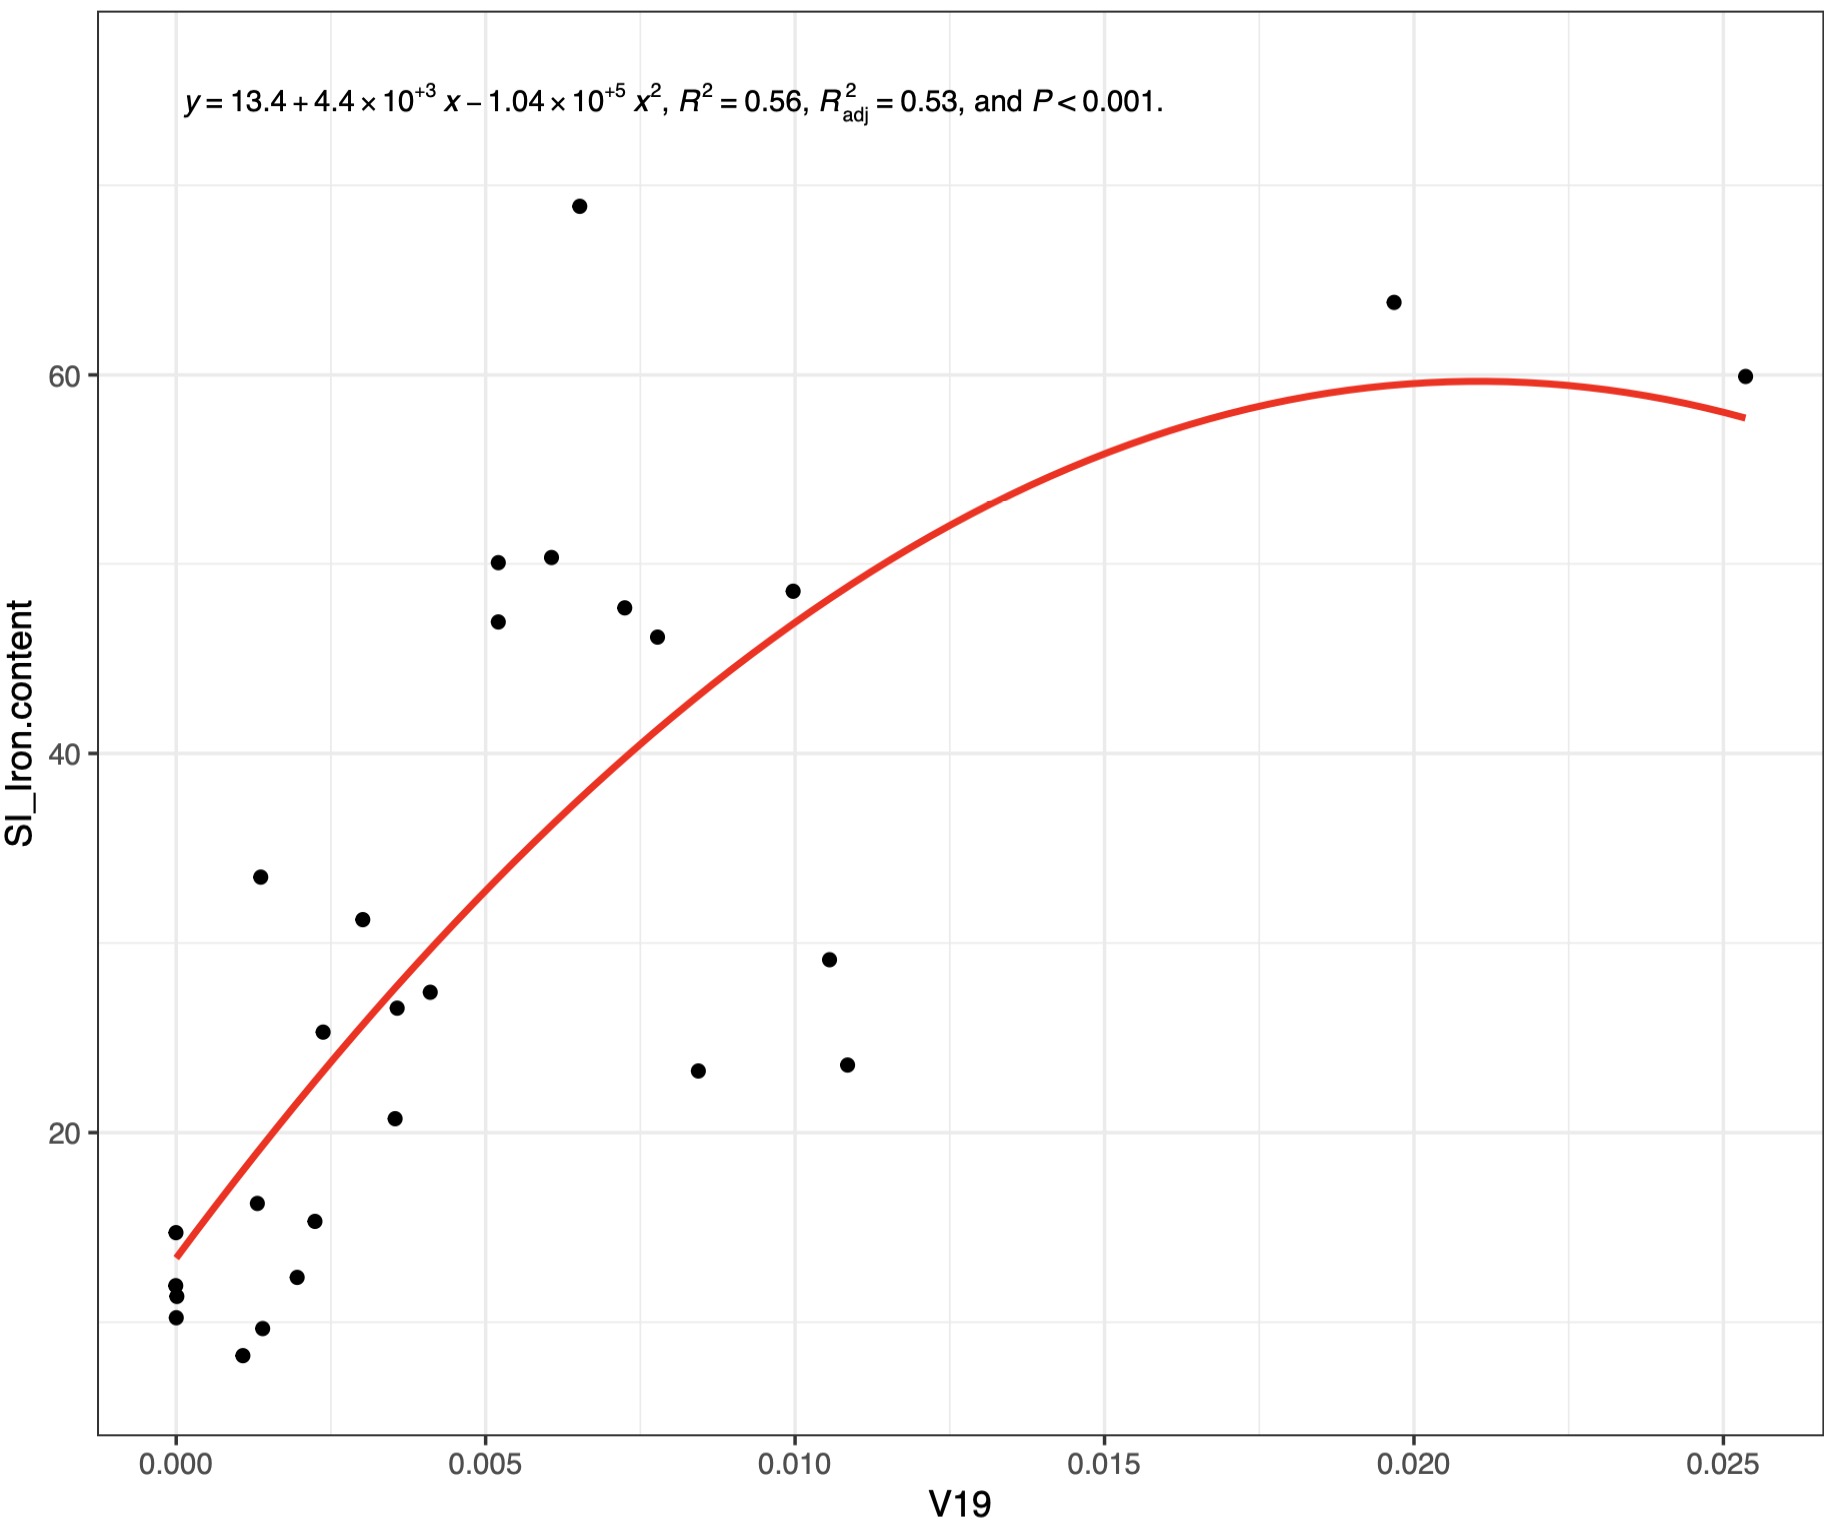 y = 13.4 + 4.4 × 10⁺³ x − 1.04 × 10⁺⁵ x², R² = 0.56, R²adj = 0.53, and P < 0.001.
60
40
20
SI_Iron.content
0.000 0.005 0.010 0.015 0.020 0.025
V19